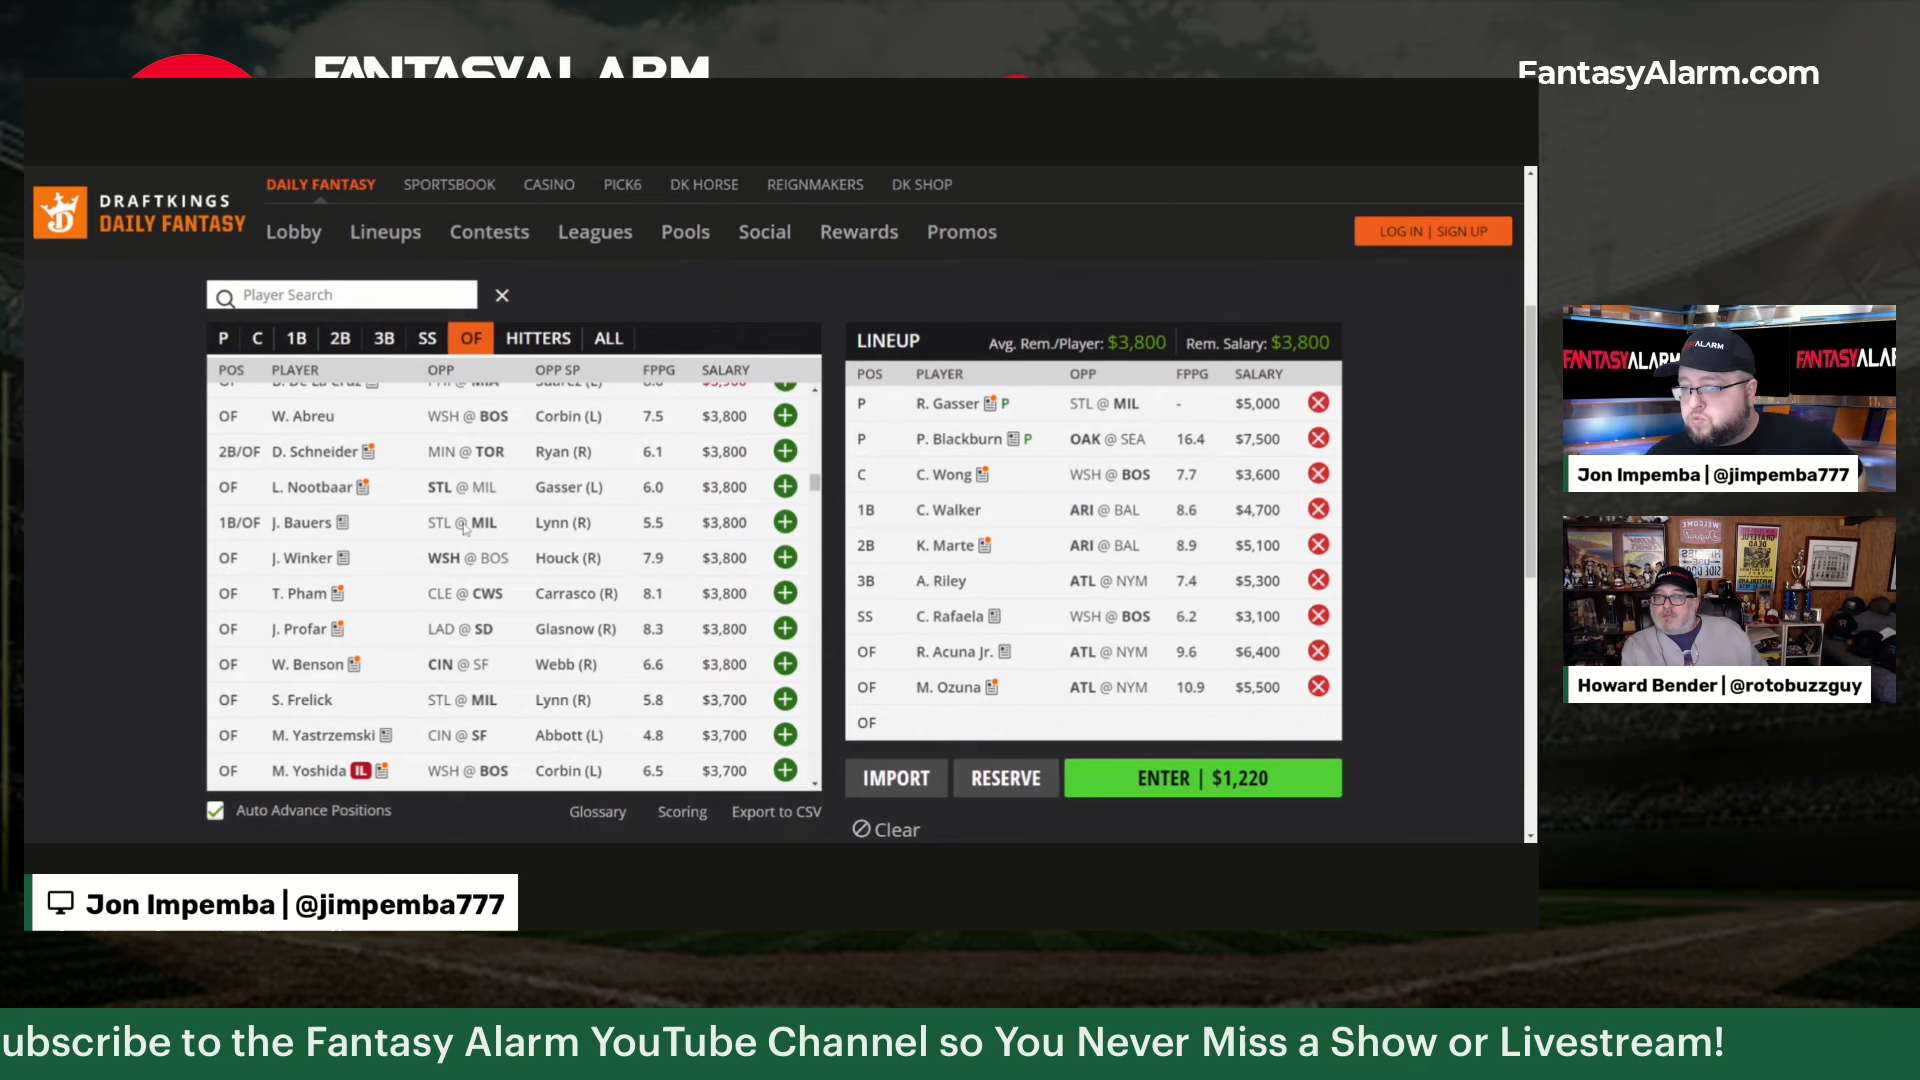 FANTASY ALARM
FantasyAlarm.com
DRAFTKINGS
DAILY FANTASY
DAILY FANTASY SPORTSBOOK CASINO PICK6 DK HORSE REIGNMAKERS DK SHOP
Lobby Lineups Contests Leagues Pools Social Rewards Promos
LOG IN | SIGN UP
Player Search
P C 1B 2B 3B SS OF HITTERS ALL
POS PLAYER OPP OPP SP FPPG SALARY
OF W. Abreu WSH @ BOS Corbin (L) 7.5 $3,800
2B/OF D. Schneider MIN @ TOR Ryan (R) 6.1 $3,800
OF L. Nootbaar STL @ MIL Gasser (L) 6.0 $3,800
1B/OF J. Bauers STL @ MIL Lynn (R) 5.5 $3,800
OF J. Winker WSH @ BOS Houck (R) 7.9 $3,800
OF T. Pham CLE @ CWS Carrasco (R) 8.1 $3,800
OF J. Profar LAD @ SD Glasnow (R) 8.3 $3,800
OF W. Benson CIN @ SF Webb (R) 6.6 $3,800
OF S. Frelick STL @ MIL Lynn (R) 5.8 $3,700
OF M. Yastrzemski CIN @ SF Abbott (L) 4.8 $3,700
OF M. Yoshida IL WSH @ BOS Corbin (L) 6.5 $3,700
Auto Advance Positions Glossary Scoring Export to CSV
LINEUP Avg. Rem./Player: $3,800 Rem. Salary: $3,800
POS PLAYER OPP FPPG SALARY
P R. Gasser P STL @ MIL - $5,000
P P. Blackburn P OAK @ SEA 16.4 $7,500
C C. Wong WSH @ BOS 7.7 $3,600
1B C. Walker ARI @ BAL 8.6 $4,700
2B K. Marte ARI @ BAL 8.9 $5,100
3B A. Riley ATL @ NYM 7.4 $5,300
SS C. Rafaela WSH @ BOS 6.2 $3,100
OF R. Acuna Jr. ATL @ NYM 9.6 $6,400
OF M. Ozuna ATL @ NYM 10.9 $5,500
OF
IMPORT RESERVE ENTER | $1,220
Clear
Jon Impemba | @jimpemba777
Howard Bender | @rotobuzzguy
Jon Impemba | @jimpemba777
ubscribe to the Fantasy Alarm YouTube Channel so You Never Miss a Show or Livestream!